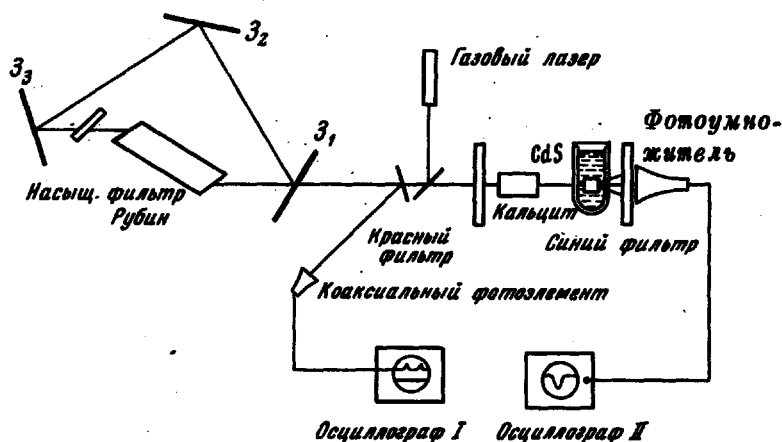 З₂
З₃
Газовый лазер
З₁
CdS
Фотоумно-
житель
Насыщ. фильтр
Рубин
Красный
фильтр
Кальцит
Синий фильтр
Коаксиальный фотоэлемент
Осциллограф I
Осциллограф II